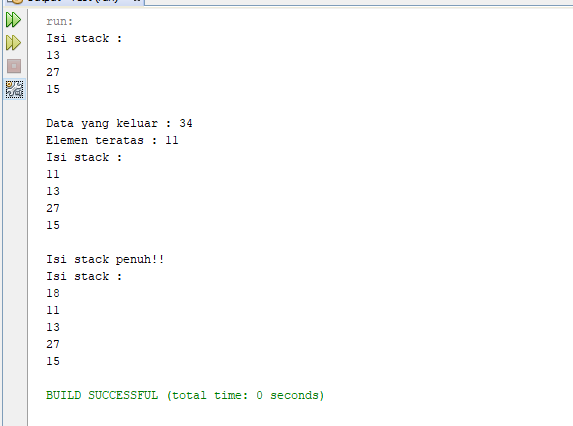 run:
Isi stack :
13
27
15
Data yang keluar : 34
Elemen teratas : 11
Isi stack :
11
13
27
15
Isi stack penuh!!
Isi stack :
18
11
13
27
15
BUILD SUCCESSFUL (total time: 0 seconds)